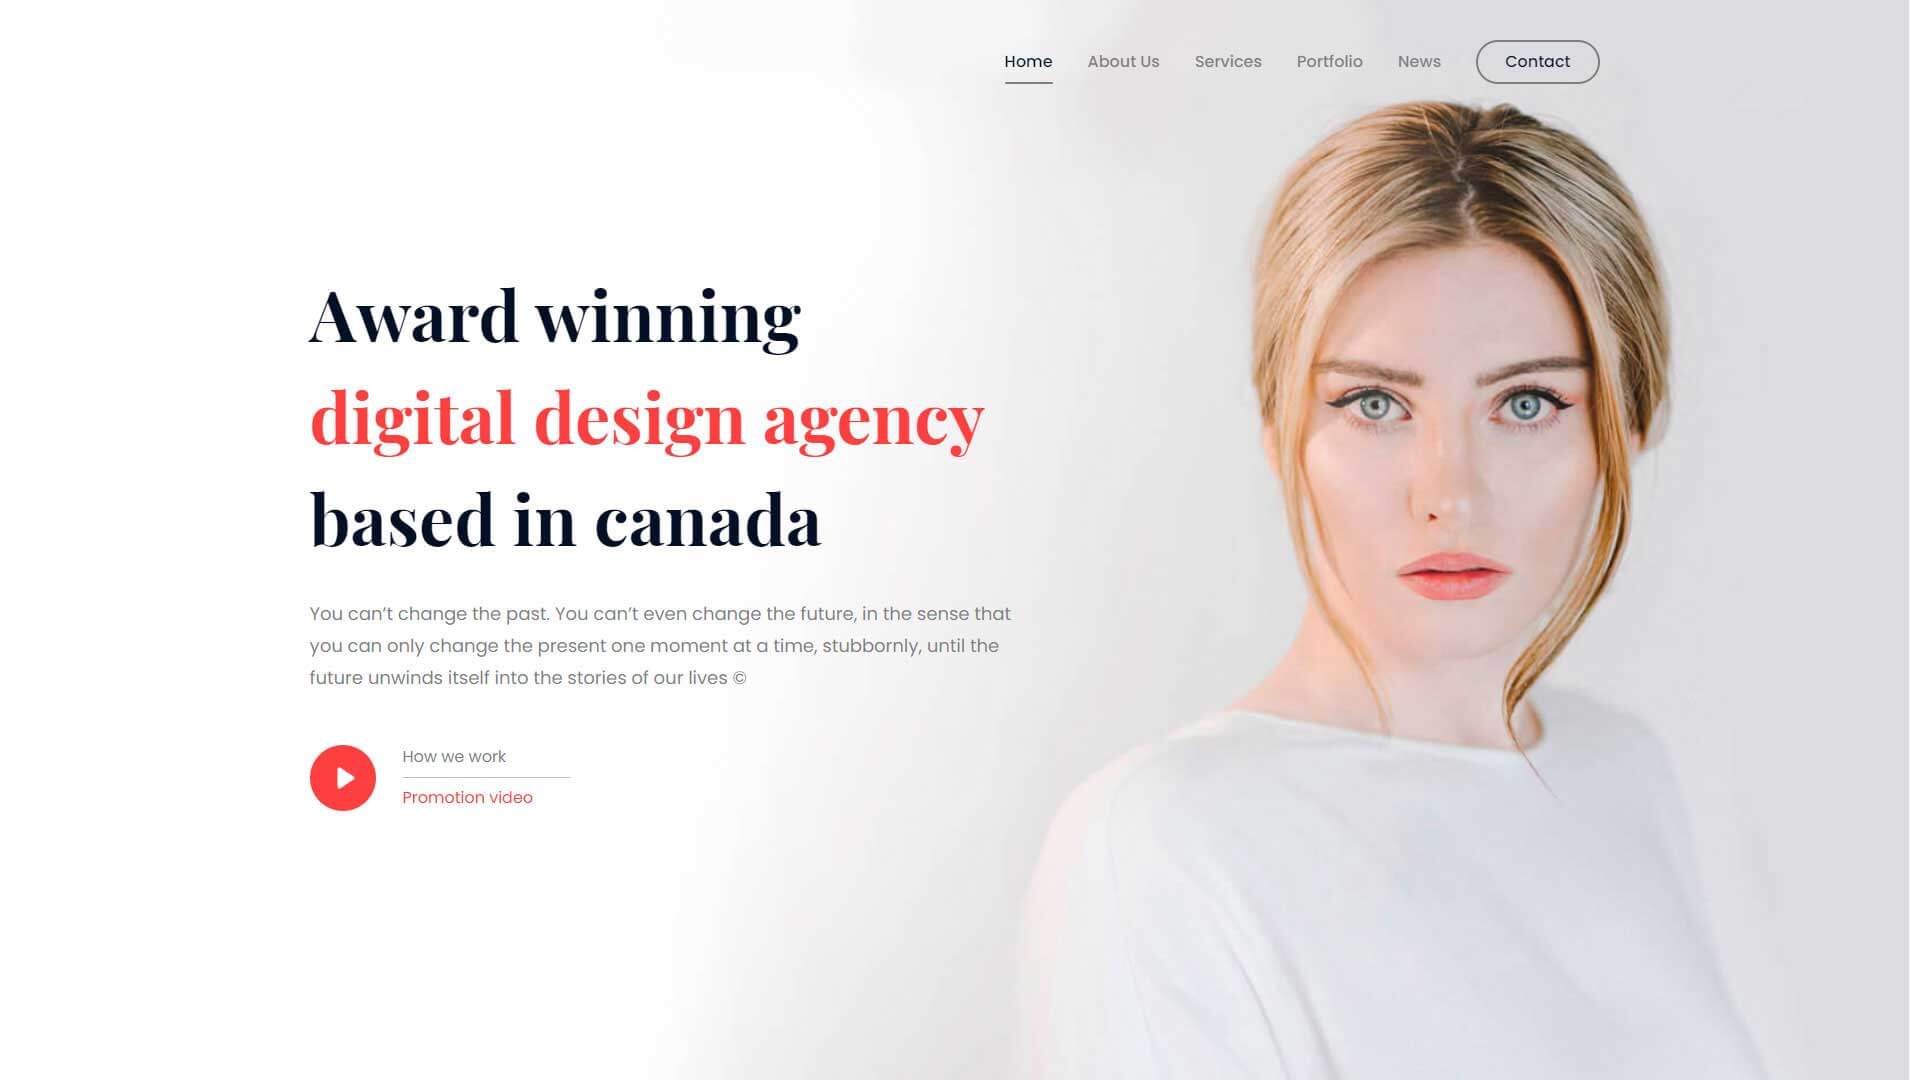 Home About Us Services Portfolio News Contact
Award winning
digital design agency
based in canada
You can’t change the past. You can’t even change the future, in the sense that
you can only change the present one moment at a time, stubbornly, until the
future unwinds itself into the stories of our lives ©
How we work
Promotion video